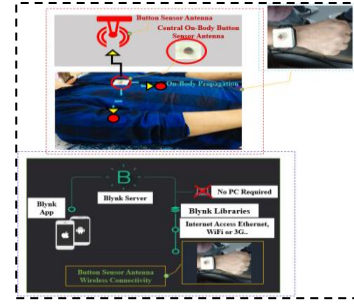 Button Sensor Antenna
Central On-Body Button
Sensor Antenna
On-Body Propagation
B
Blynk Server
No PC Required
Blynk
App
Blynk Libraries
Internet Access Ethernet,
WiFi or 3G..
Button Sensor Antenna
Wireless Connectivity